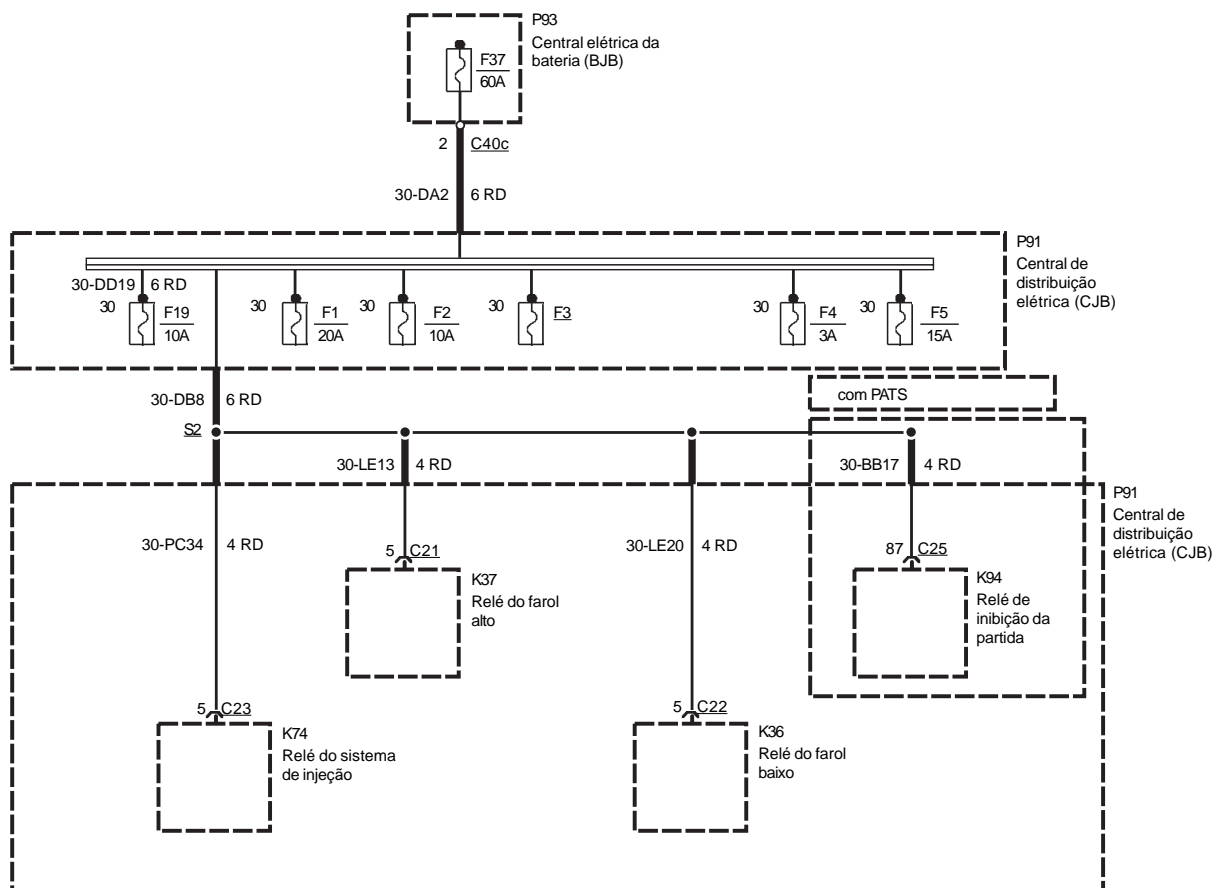 P93
Central elétrica da
bateria (BJB)
F37
60A
2 C40c
30-DA2 6 RD
P91
Central de
distribuição
elétrica (CJB)
30-DD19 6 RD
30 F19
10A
30 F1
20A
30 F2
10A
30 F3
30 F4
3A
30 F5
15A
com PATS
30-DB8 6 RD
S2
30-LE13 4 RD
30-BB17 4 RD
P91
Central de
distribuição
elétrica (CJB)
30-PC34 4 RD
5 C21
30-LE20 4 RD
87 C25
K37
Relé do farol
alto
K94
Relé de
inibição da
partida
5 C23
5 C22
K74
Relé do sistema
de injeção
K36
Relé do farol
baixo